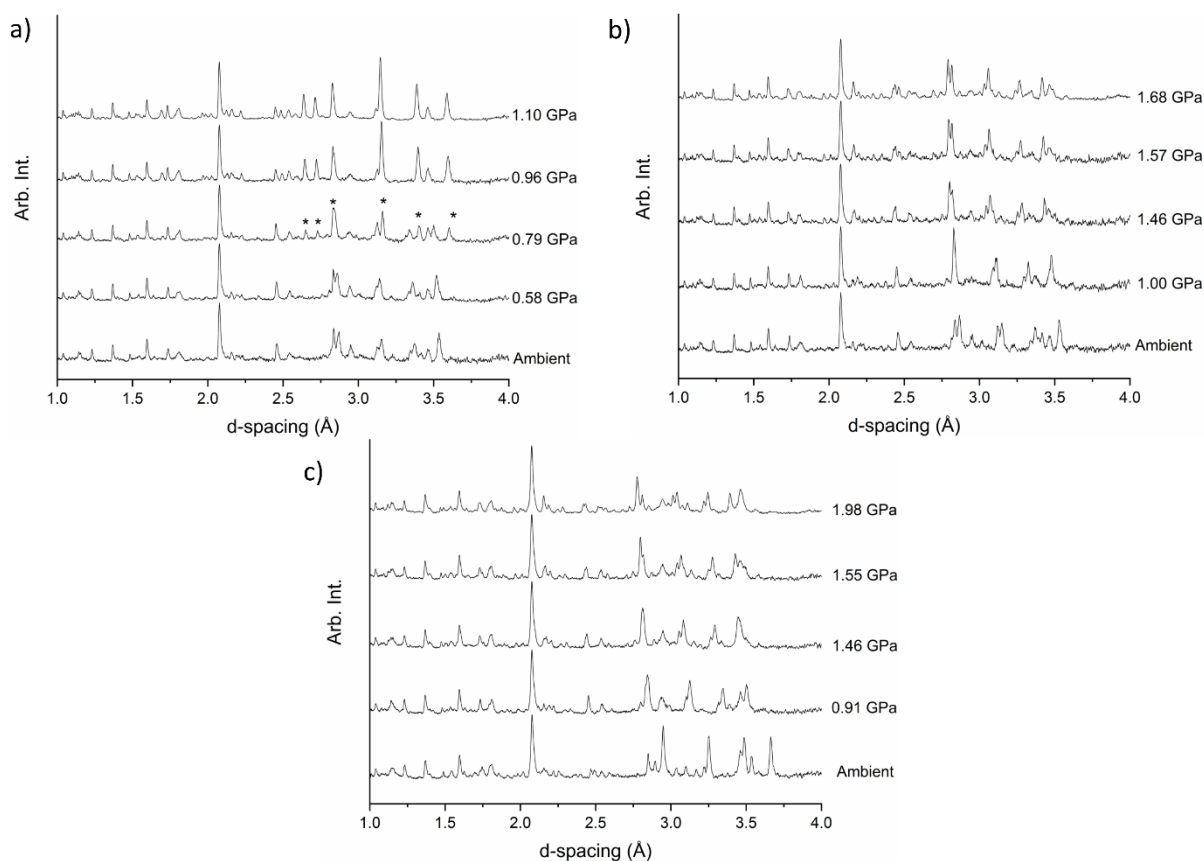 a)
Arb. Int.
1.10 GPa
0.96 GPa
* * * * * *
0.79 GPa
0.58 GPa
Ambient
1.0 1.5 2.0 2.5 3.0 3.5 4.0
d-spacing (Å)
b)
Arb. Int.
1.68 GPa
1.57 GPa
1.46 GPa
1.00 GPa
Ambient
1.0 1.5 2.0 2.5 3.0 3.5 4.0
d-spacing (Å)
c)
Arb. Int.
1.98 GPa
1.55 GPa
1.46 GPa
0.91 GPa
Ambient
1.0 1.5 2.0 2.5 3.0 3.5 4.0
d-spacing (Å)